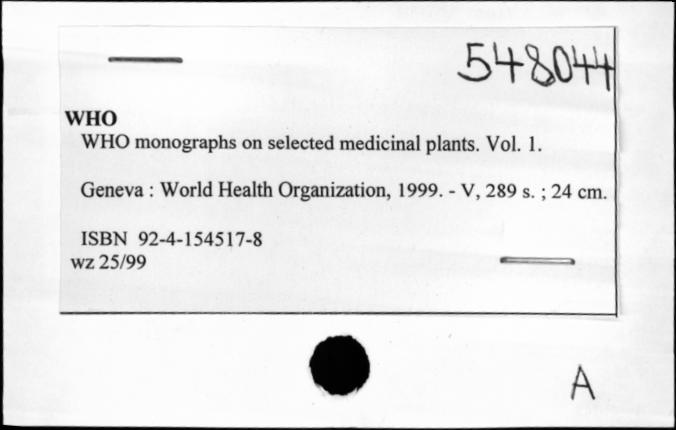 548044
WHO
WHO monographs on selected medicinal plants. Vol. 1.
Geneva : World Health Organization, 1999. - V, 289 s. ; 24 cm.
ISBN 92-4-154517-8
wz 25/99
A